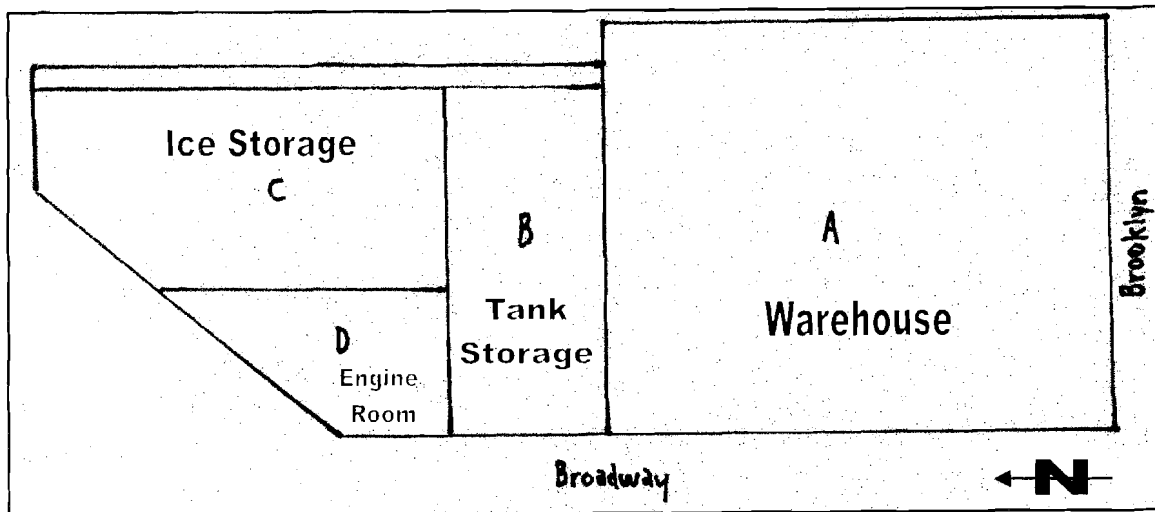 Ice Storage
C
B
A
Brooklyn
Tank
Storage
Warehouse
D
Engine
Room
Broadway
N